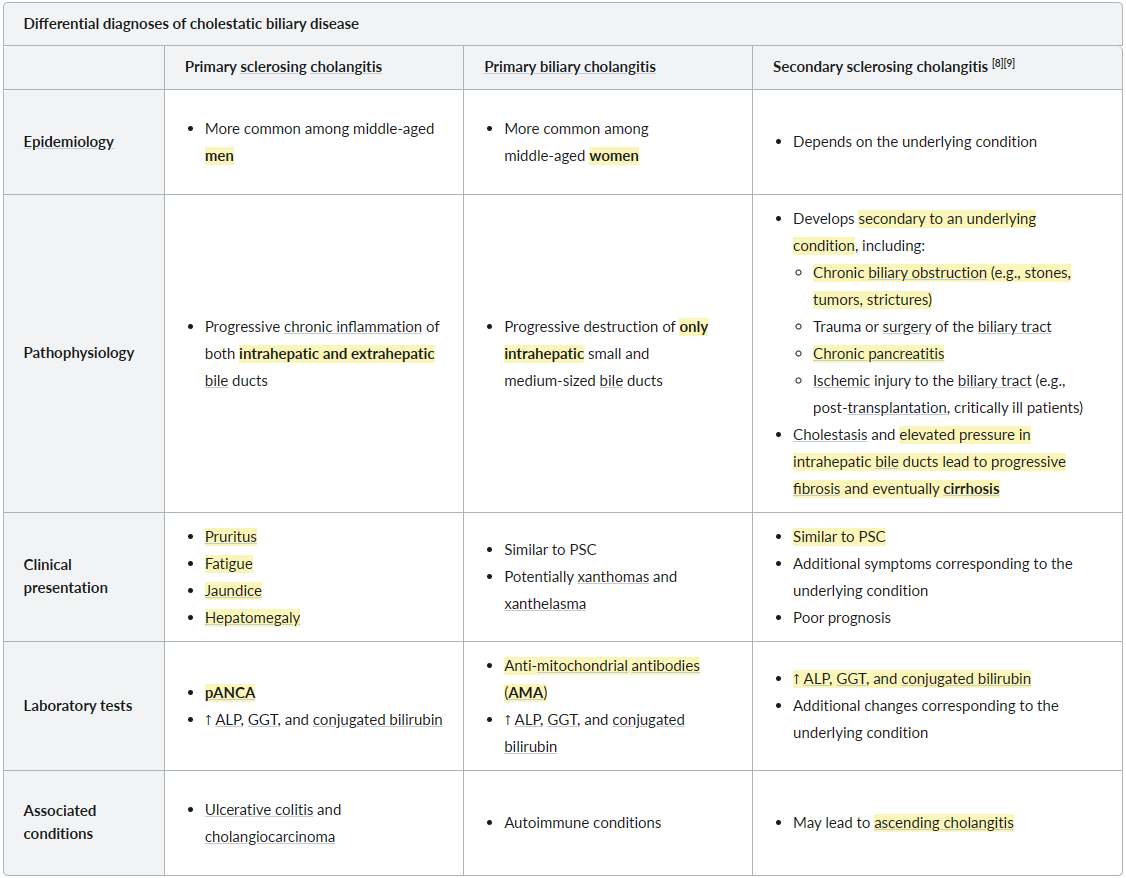 Differential diagnoses of cholestatic biliary disease
Primary sclerosing cholangitis
Primary biliary cholangitis
Secondary sclerosing cholangitis [8][9]
Epidemiology
• More common among middle-aged
men
• More common among
middle-aged women
• Depends on the underlying condition
Pathophysiology
• Progressive chronic inflammation of
both intrahepatic and extrahepatic
bile ducts
• Progressive destruction of only
intrahepatic small and
medium-sized bile ducts
• Develops secondary to an underlying
condition, including:
○ Chronic biliary obstruction (e.g., stones,
tumors, strictures)
○ Trauma or surgery of the biliary tract
○ Chronic pancreatitis
○ Ischemic injury to the biliary tract (e.g.,
post-transplantation, critically ill patients)
• Cholestasis and elevated pressure in
intrahepatic bile ducts lead to progressive
fibrosis and eventually cirrhosis
Clinical
presentation
• Pruritus
• Fatigue
• Jaundice
• Hepatomegaly
• Similar to PSC
• Potentially xanthomas and
xanthelasma
• Similar to PSC
• Additional symptoms corresponding to the
underlying condition
• Poor prognosis
Laboratory tests
• pANCA
• ↑ ALP, GGT, and conjugated bilirubin
• Anti-mitochondrial antibodies
(AMA)
• ↑ ALP, GGT, and conjugated
bilirubin
• ↑ ALP, GGT, and conjugated bilirubin
• Additional changes corresponding to the
underlying condition
Associated
conditions
• Ulcerative colitis and
cholangiocarcinoma
• Autoimmune conditions
• May lead to ascending cholangitis